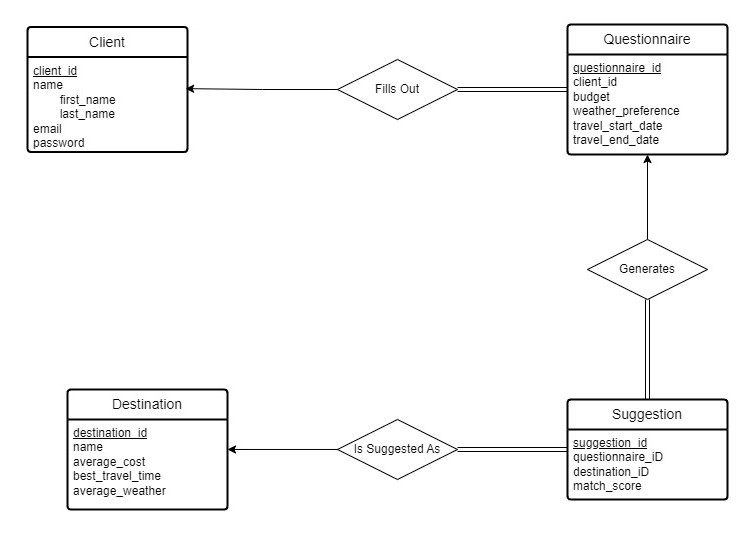 Client
client_id
name
first_name
last_name
email
password
Fills Out
Questionnaire
questionnaire_id
client_id
budget
weather_preference
travel_start_date
travel_end_date
Generates
Destination
destination_id
name
average_cost
best_travel_time
average_weather
Is Suggested As
Suggestion
suggestion_id
questionnaire_iD
destination_iD
match_score